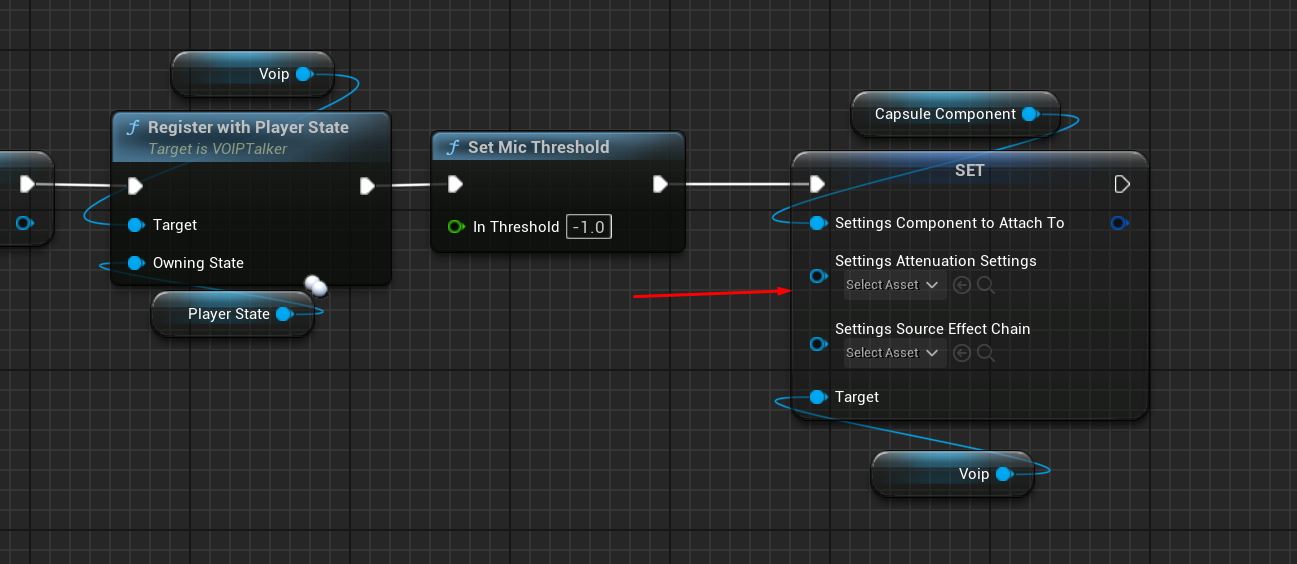 Voip
Capsule Component
f Register with Player State
Target is VOIPTalker
f Set Mic Threshold
SET
Target
In Threshold -1.0
Settings Component to Attach To
Owning State
Settings Attenuation Settings
Select Asset
Player State
Settings Source Effect Chain
Select Asset
Target
Voip